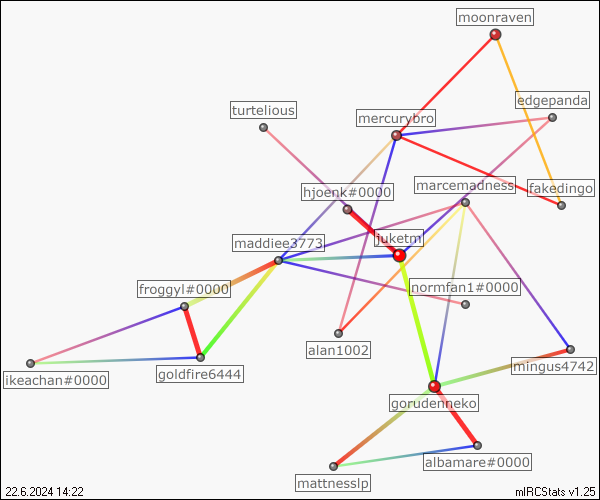 moonraven
edgepanda
turtelious
mercurybro
hjoenk#0000
marcemadness
fakedingo
maddiee3773
juketm
froggyl#0000
normfan1#0000
alan1002
ikeachan#0000
goldfire6444
mingus4742
gorudenneko
albamare#0000
mattnesslp
22.6.2024 14:22
mIRCStats v1.25